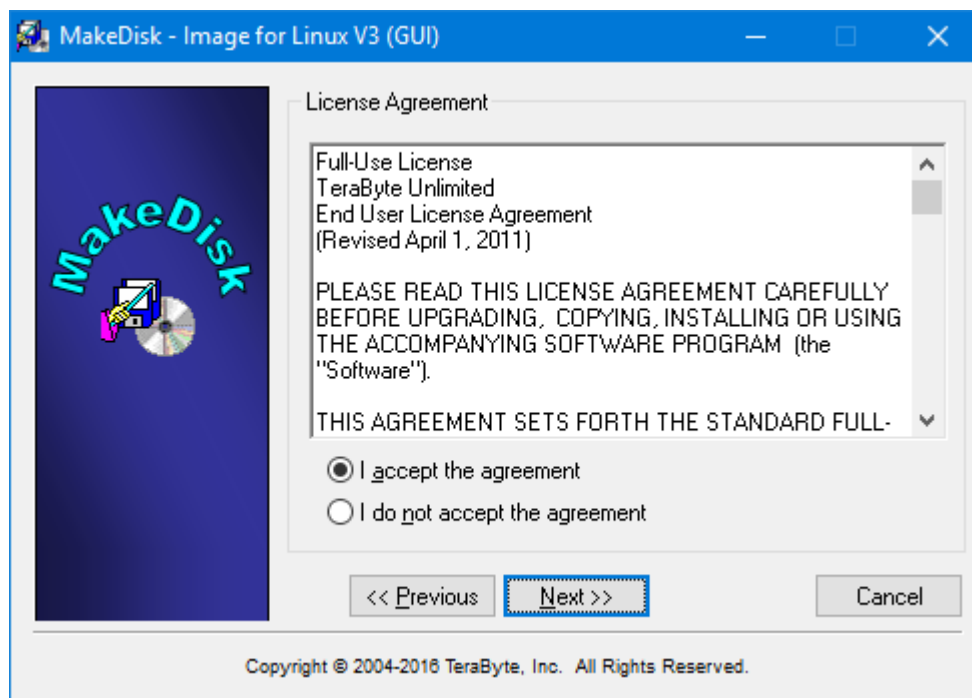 MakeDisk - Image for Linux V3 (GUI)
MakeDisk
License Agreement
Full-Use License
TeraByte Unlimited
End User License Agreement
(Revised April 1, 2011)
PLEASE READ THIS LICENSE AGREEMENT CAREFULLY
BEFORE UPGRADING,  COPYING, INSTALLING OR USING
THE ACCOMPANYING SOFTWARE PROGRAM  (the
"Software").
THIS AGREEMENT SETS FORTH THE STANDARD FULL-
I accept the agreement
I do not accept the agreement
<< Previous
Next >>
Cancel
Copyright © 2004-2016 TeraByte, Inc.  All Rights Reserved.